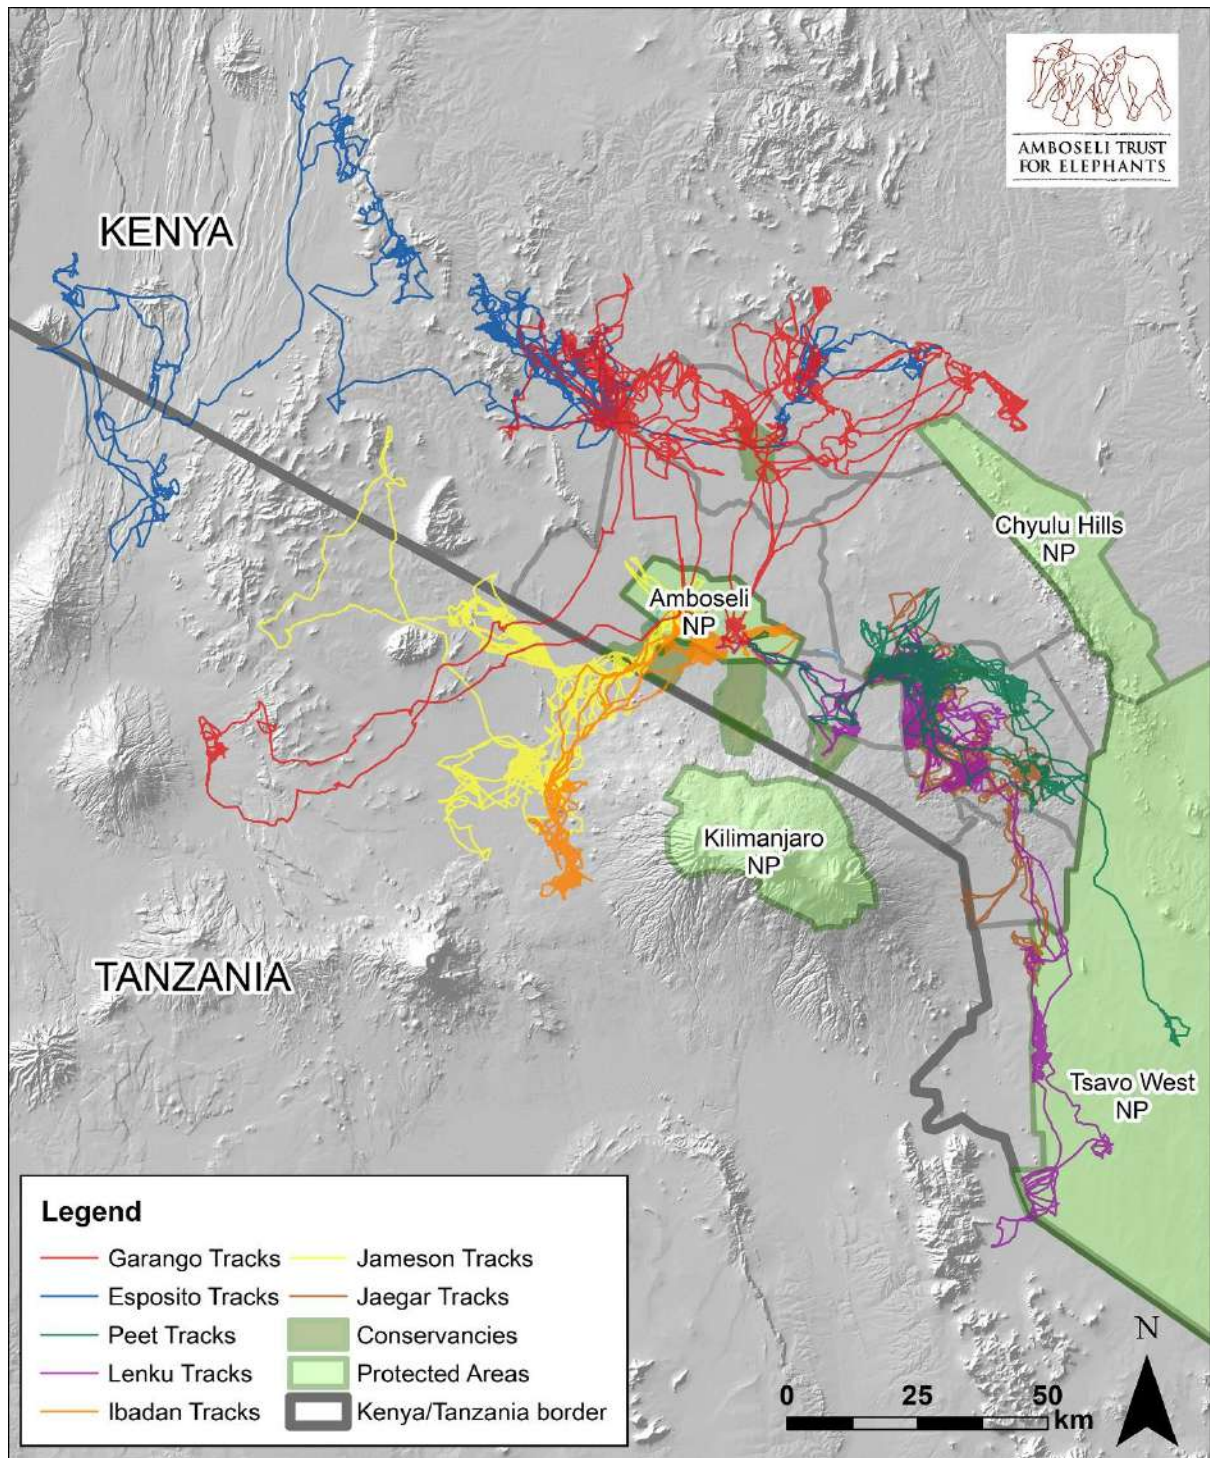 AMBOSELI TRUST
FOR ELEPHANTS
KENYA
Chyulu Hills
NP
Amboseli
NP
Kilimanjaro
NP
TANZANIA
Tsavo West
NP
Legend
Garango Tracks
Esposito Tracks
Peet Tracks
Lenku Tracks
Ibadan Tracks
Jameson Tracks
Jaegar Tracks
Conservancies
Protected Areas
Kenya/Tanzania border
0 25 50
km
N